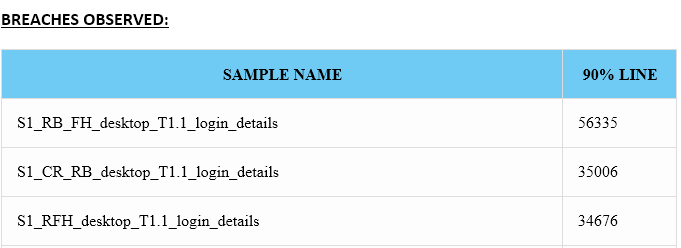 BREACHES OBSERVED:
SAMPLE NAME 90% LINE
S1_RB_FH_desktop_T1.1_login_details 56335
S1_CR_RB_desktop_T1.1_login_details 35006
S1_RFH_desktop_T1.1_login_details 34676